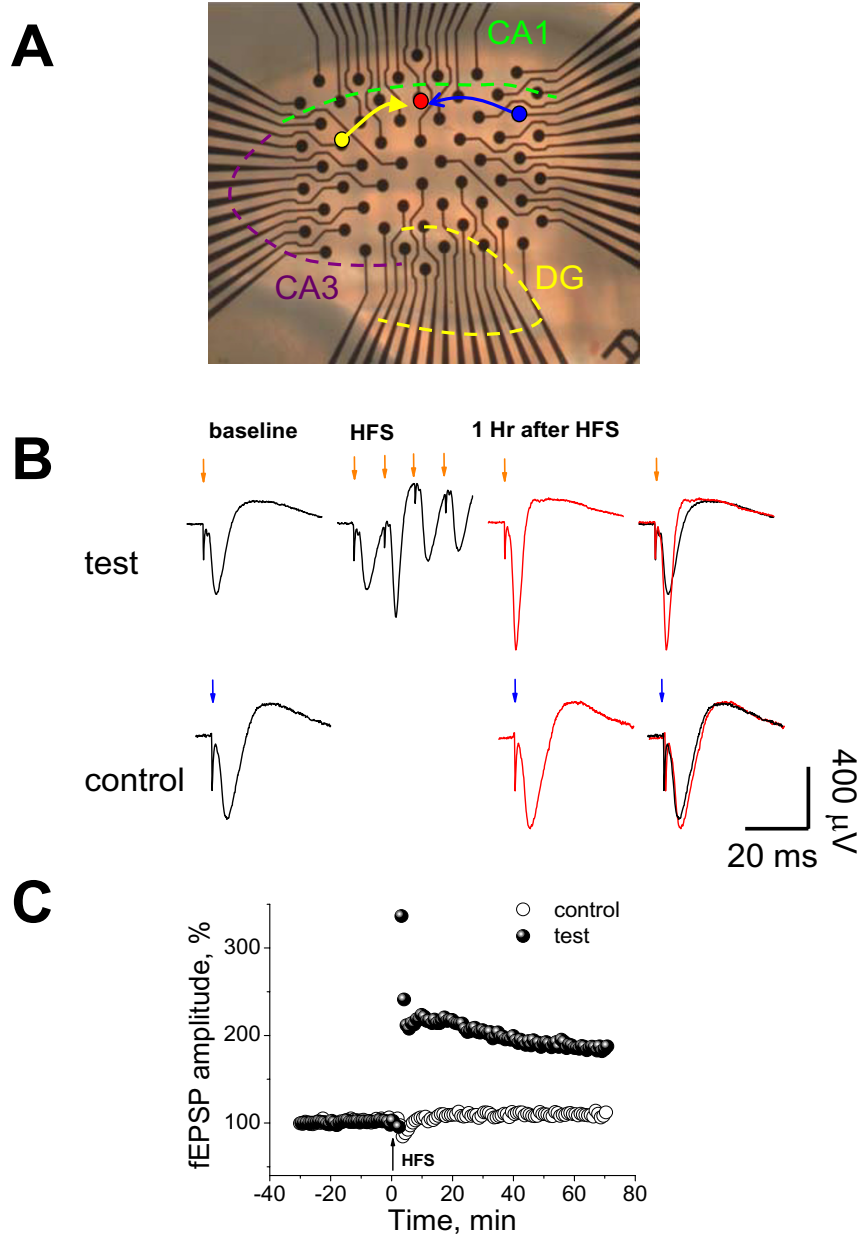 A
CA1
CA3
DG
B
baseline HFS 1 Hr after HFS
test
control
400 μV
20 ms
C
control
test
fEPSP amplitude, %
300
200
100
HFS
-40 -20 0 20 40 60 80
Time, min